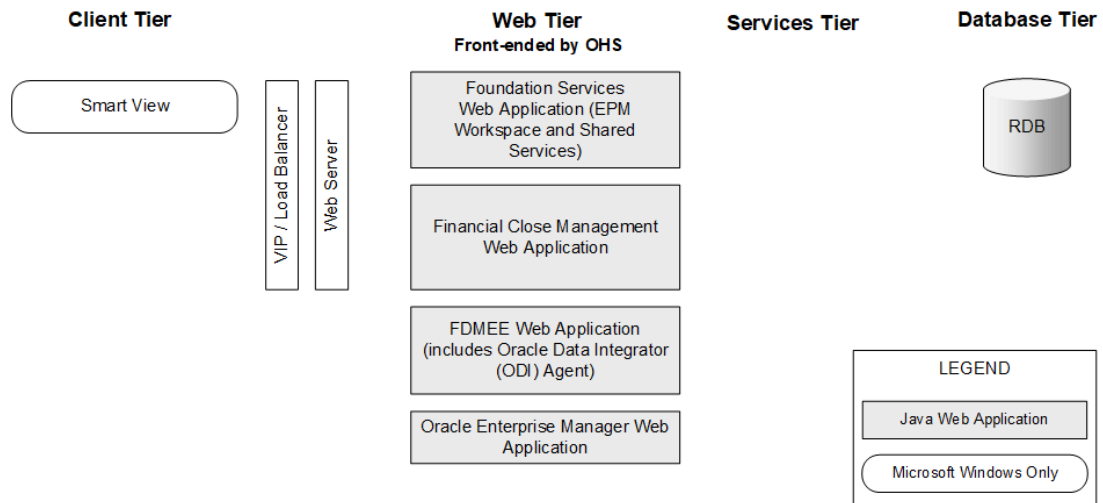 Client Tier
Web Tier
Front-ended by OHS
Services Tier
Database Tier
Smart View
VIP / Load Balancer
Web Server
Foundation Services
Web Application (EPM
Workspace and Shared
Services)
RDB
Financial Close Management
Web Application
FDMEE Web Application
(includes Oracle Data Integrator
(ODI) Agent)
Oracle Enterprise Manager Web
Application
LEGEND
Java Web Application
Microsoft Windows Only